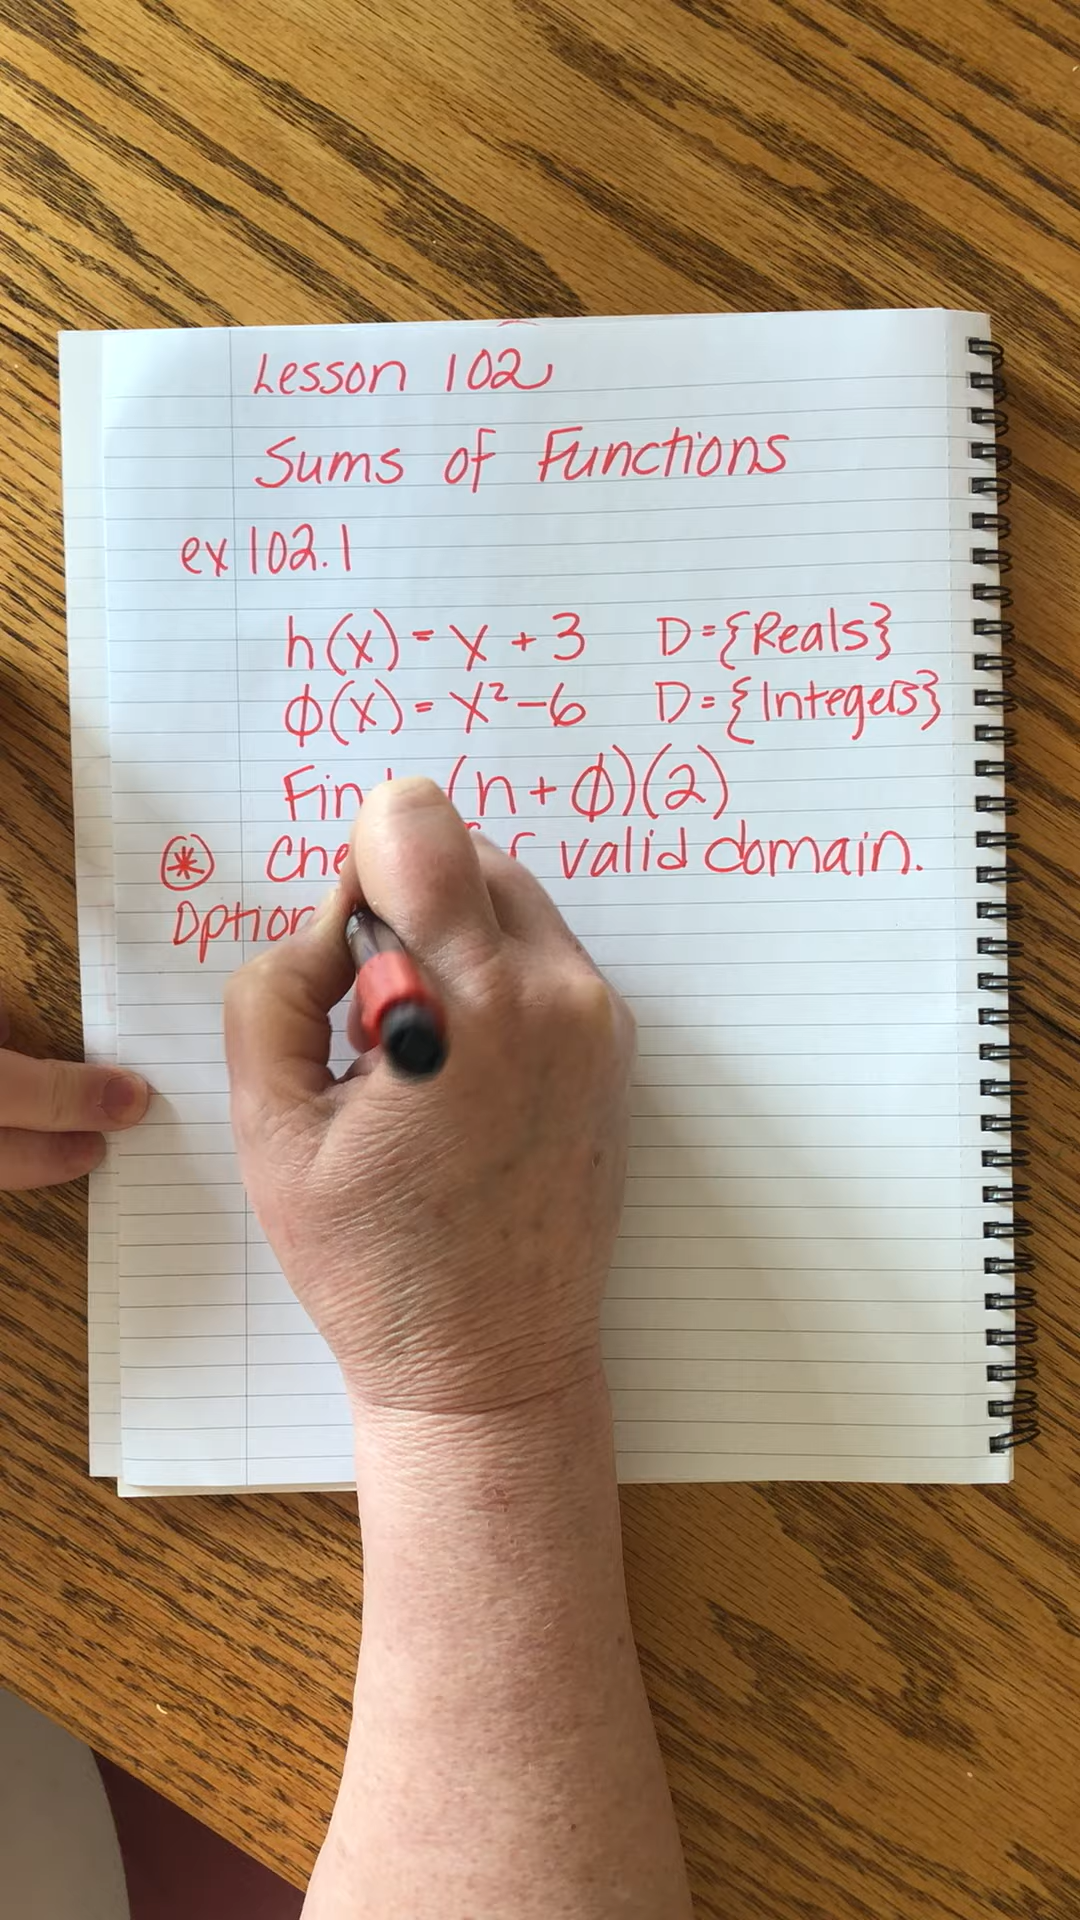 Lesson 102
Sums of Functions
ex 102.1
h(x) = x + 3 D = {Reals}
φ(x) = x² - 6 D = {Integers}
(h + φ)(2)
* valid domain.